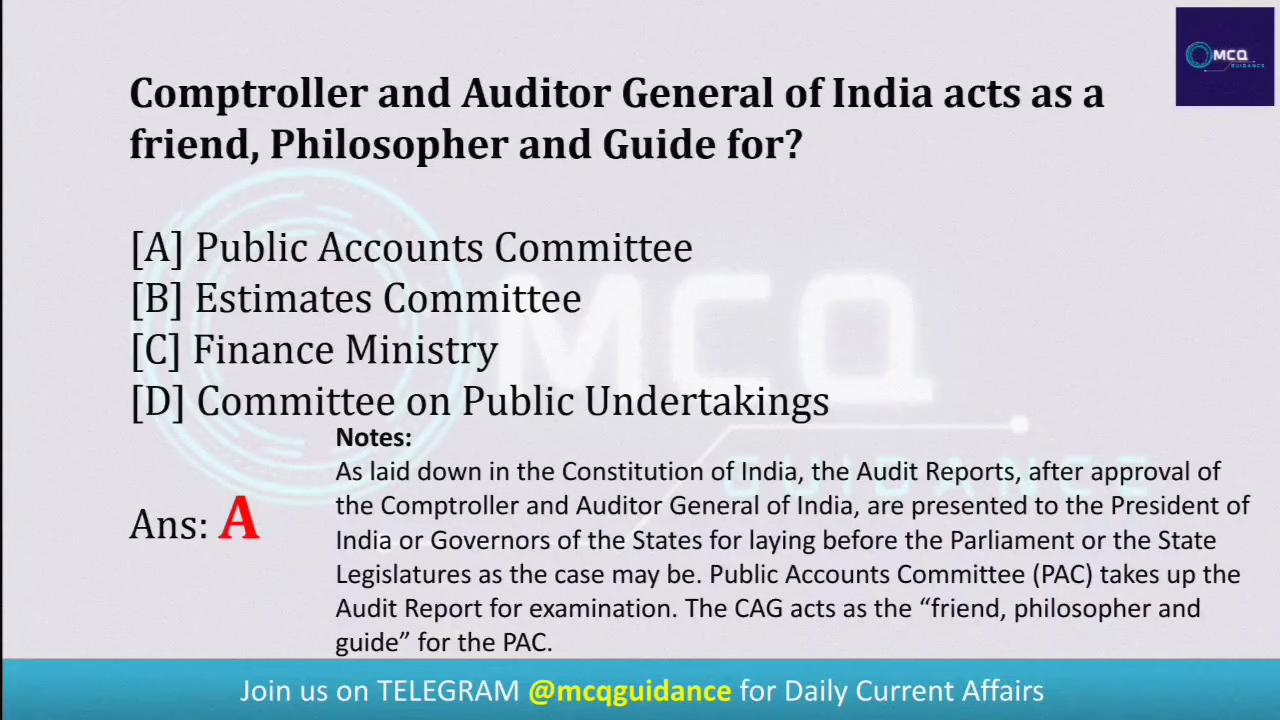 MCQ
GUIDANCE
Comptroller and Auditor General of India acts as a
friend, Philosopher and Guide for?
[A] Public Accounts Committee
[B] Estimates Committee
[C] Finance Ministry
[D] Committee on Public Undertakings
Notes:
As laid down in the Constitution of India, the Audit Reports, after approval of
the Comptroller and Auditor General of India, are presented to the President of
India or Governors of the States for laying before the Parliament or the State
Legislatures as the case may be. Public Accounts Committee (PAC) takes up the
Audit Report for examination. The CAG acts as the “friend, philosopher and
guide” for the PAC.
Ans: A
MCQ
GUIDANCE
Join us on TELEGRAM @mcqguidance for Daily Current Affairs